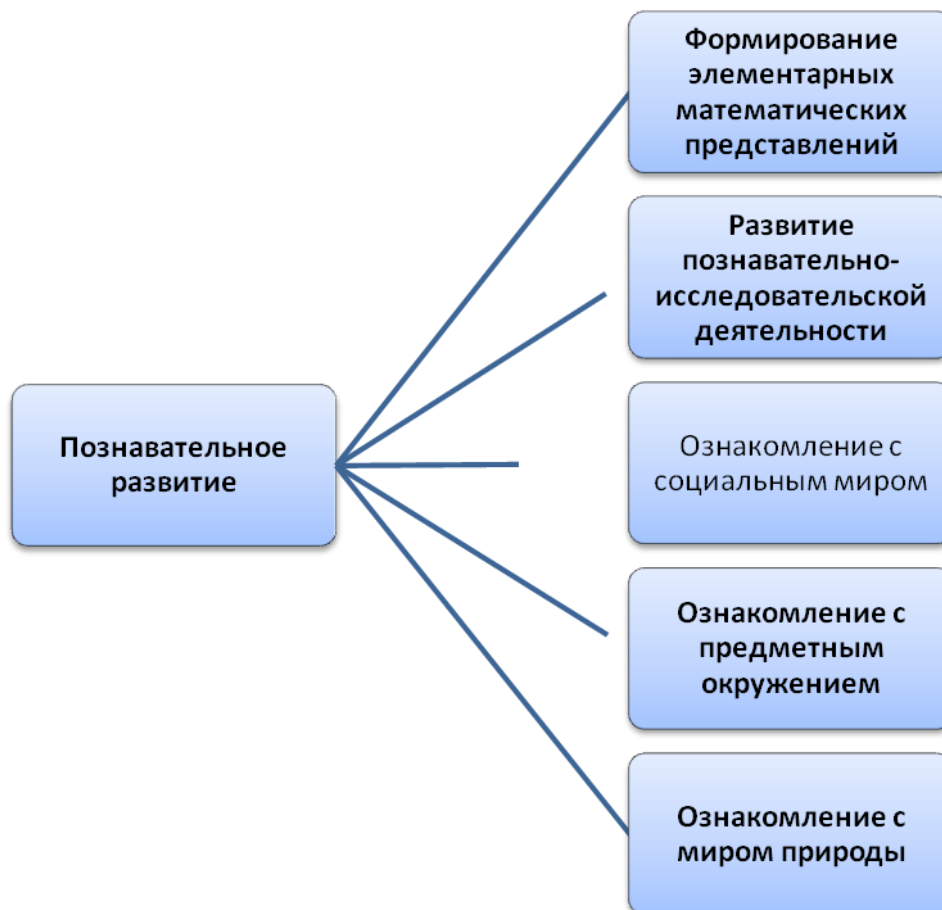 Формирование
элементарных
математических
представлений
Развитие
познавательно-
исследовательской
деятельности
Ознакомление с
социальным миром
Познавательное
развитие
Ознакомление с
предметным
окружением
Ознакомление с
миром природы